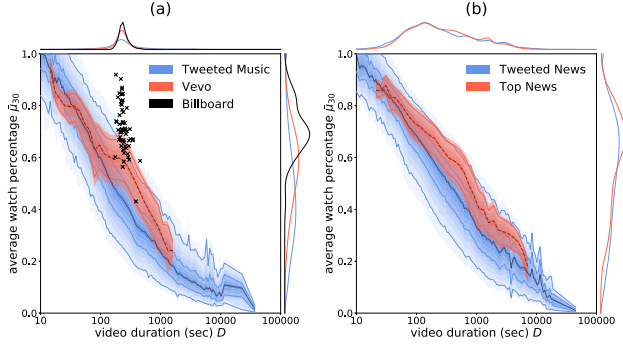 (a)
Tweeted Music
Vevo
Billboard
average watch percentage μ̄₃₀
1.0
0.8
0.6
0.4
0.2
0.0
10
100
1000
10000
100000
video duration (sec) D
(b)
Tweeted News
Top News
average watch percentage μ̄₃₀
1.0
0.8
0.6
0.4
0.2
0.0
10
100
1000
10000
100000
video duration (sec) D